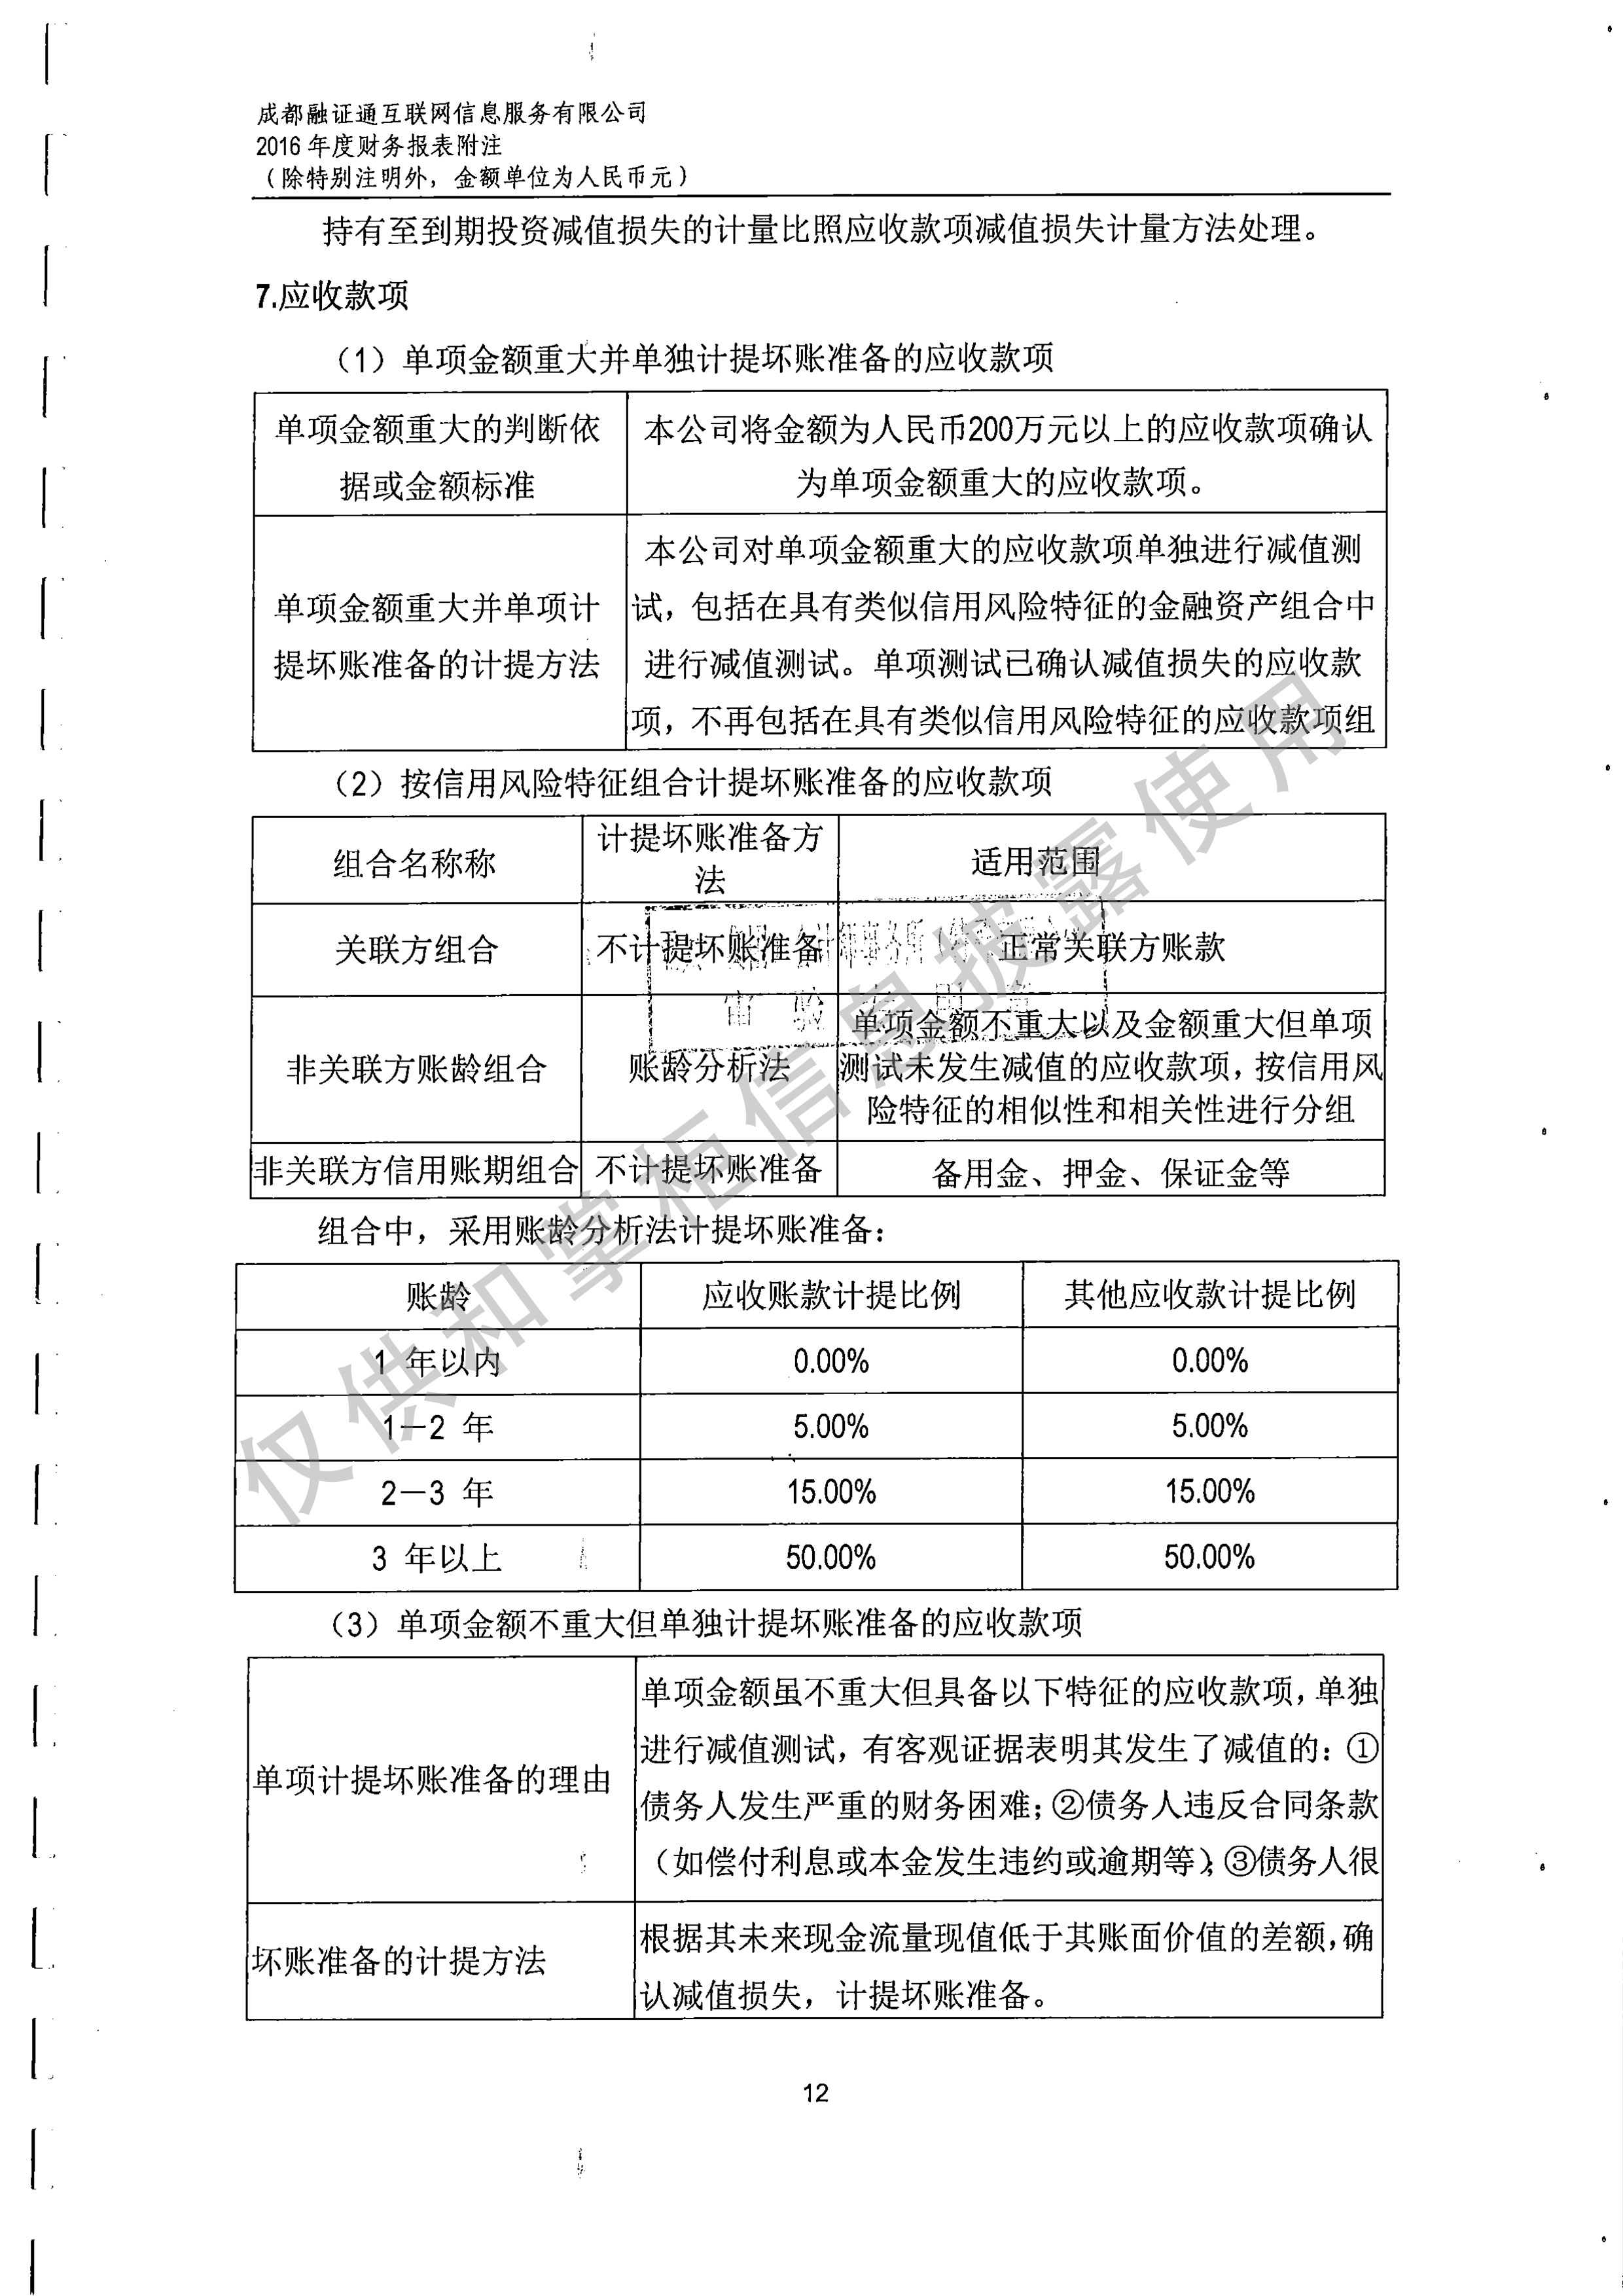 成都融证通互联网信息服务有限公司
2016 年度财务报表附注
（除特别注明外，金额单位为人民币元）
持有至到期投资减值损失的计量比照应收款项减值损失计量方法处理。
7.应收款项
（1）单项金额重大并单独计提坏账准备的应收款项
单项金额重大的判断依
据或金额标准
本公司将金额为人民币200万元以上的应收款项确认
为单项金额重大的应收款项。
单项金额重大并单项计
提坏账准备的计提方法
本公司对单项金额重大的应收款项单独进行减值测
试，包括在具有类似信用风险特征的金融资产组合中
进行减值测试。单项测试已确认减值损失的应收款
项，不再包括在具有类似信用风险特征的应收款项组
（2）按信用风险特征组合计提坏账准备的应收款项
组合名称称
计提坏账准备方
法
适用范围
关联方组合
不计提坏账准备
正常关联方账款
非关联方账龄组合
账龄分析法
单项金额不重大以及金额重大但单项
测试未发生减值的应收款项，按信用风
险特征的相似性和相关性进行分组
非关联方信用账期组合
不计提坏账准备
备用金、押金、保证金等
组合中，采用账龄分析法计提坏账准备：
账龄
应收账款计提比例
其他应收款计提比例
1 年以内
0.00%
0.00%
1－2 年
5.00%
5.00%
2－3 年
15.00%
15.00%
3 年以上
50.00%
50.00%
（3）单项金额不重大但单独计提坏账准备的应收款项
单项计提坏账准备的理由
单项金额虽不重大但具备以下特征的应收款项，单独
进行减值测试，有客观证据表明其发生了减值的：①
债务人发生严重的财务困难；②债务人违反合同条款
（如偿付利息或本金发生违约或逾期等）；③债务人很
坏账准备的计提方法
根据其未来现金流量现值低于其账面价值的差额，确
认减值损失，计提坏账准备。
12
仅供和掌柜信息披露使用